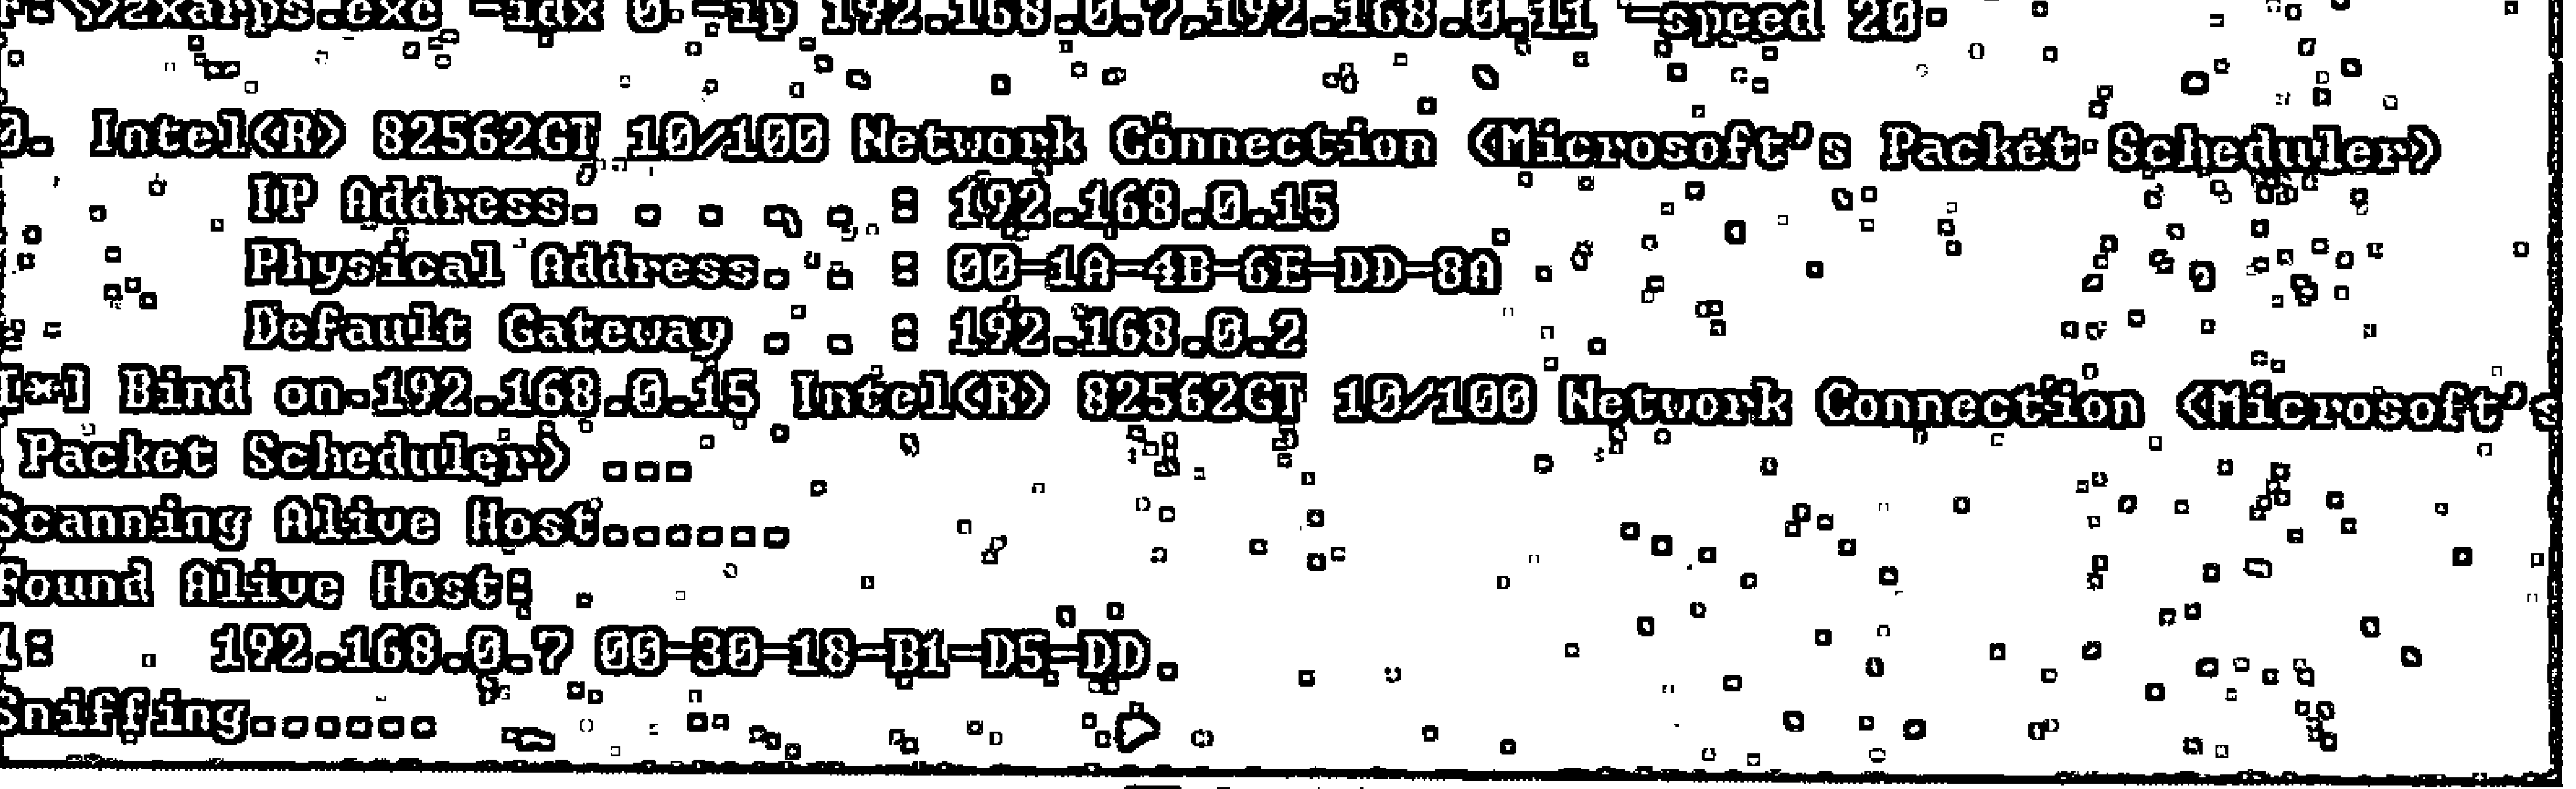 F:\>zxarps.exe -idx 0 -ip 192.168.0.7,192.168.0.11 -speed 20
0. Intel(R) 82562GT 10/100 Network Connection (Microsoft's Packet Scheduler)
IP Address. . . . . : 192.168.0.15
Physical Address. . : 00-1A-4B-6E-DD-8A
Default Gateway . . : 192.168.0.2
[*] Bind on 192.168.0.15 Intel(R) 82562GT 10/100 Network Connection (Microsoft's
Packet Scheduler) ...
Scanning Alive Host......
Found Alive Host:
1: 192.168.0.7 00-30-18-B1-D5-DD
Sniffing......